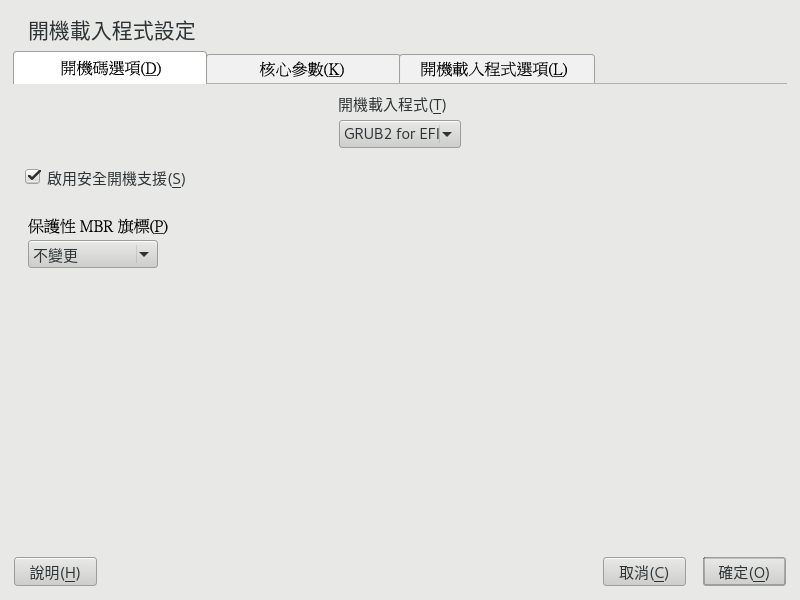 開機載入程式設定
開機碼選項(D)
核心參數(K)
開機載入程式選項(L)
開機載入程式(T)
GRUB2 for EFI
啟用安全開機支援(S)
保護性 MBR 旗標(P)
不變更
說明(H)
取消(C)
確定(O)